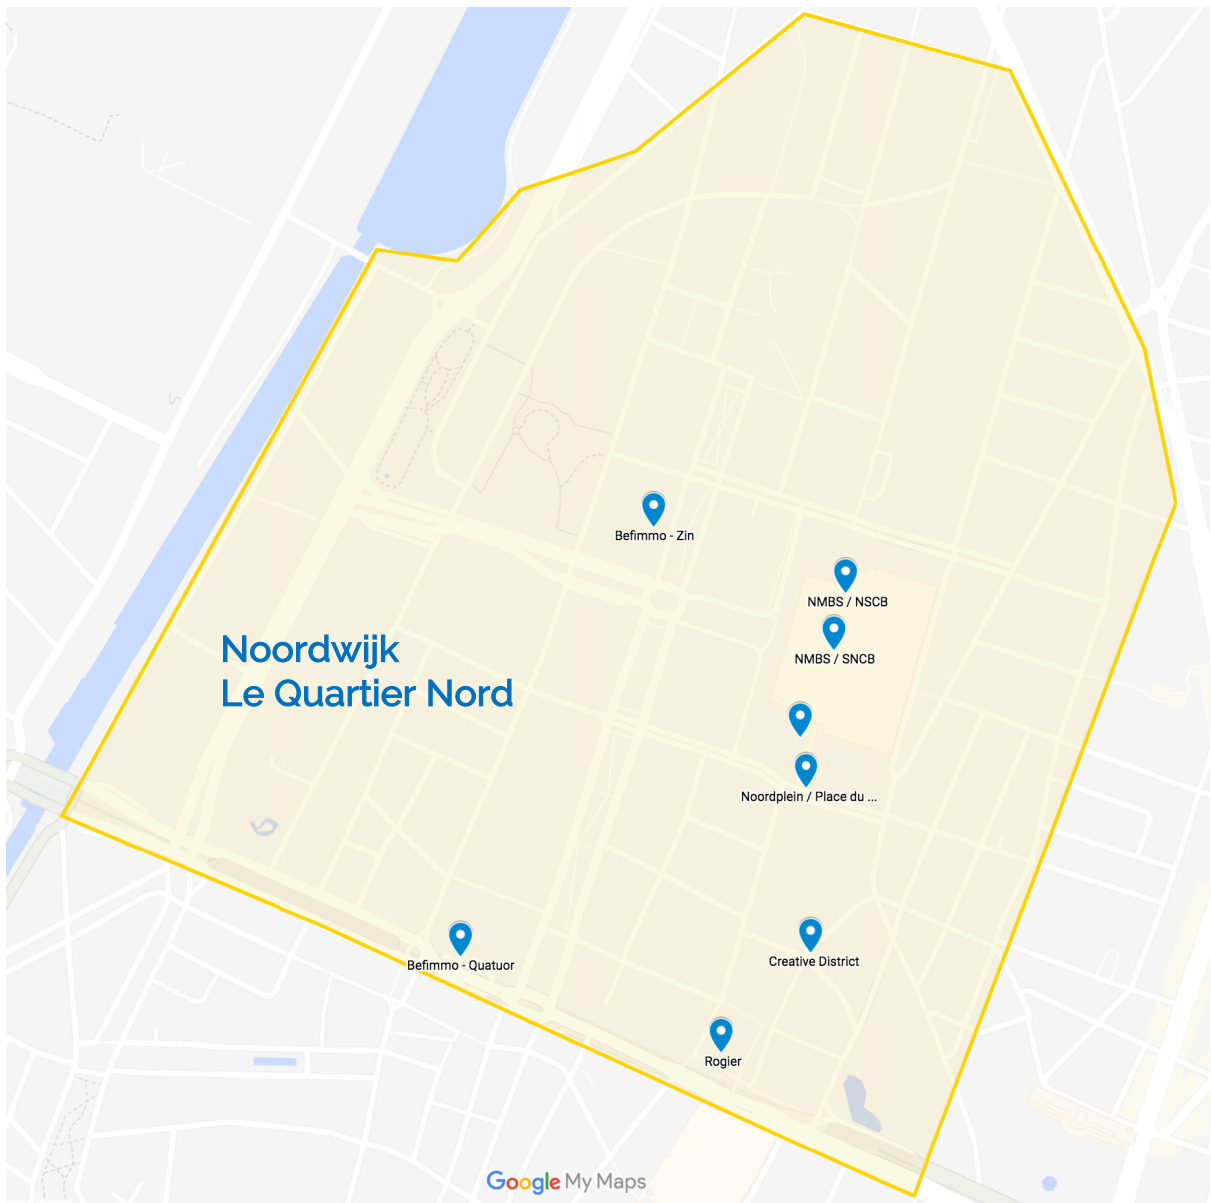 Befimmo - Zin
NMBS / NSCB
NMBS / SNCB
Noordwijk
Le Quartier Nord
Noordplein / Place du ...
Befimmo - Quatuor
Creative District
Rogier
Google My Maps